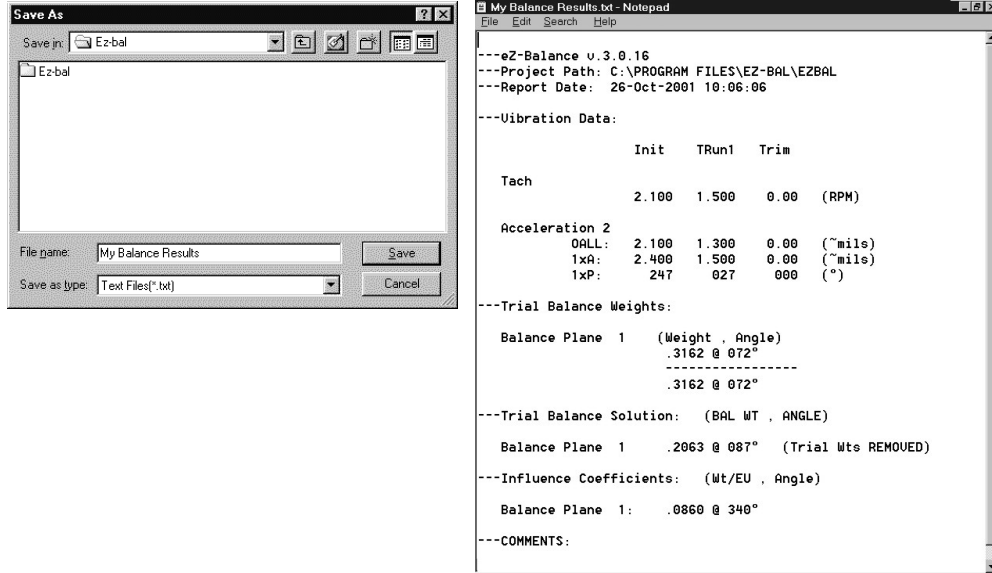 Save As
Save in: Ez-bal
Ez-bal
File name: My Balance Results Save
Save as type: Text Files(*.txt) Cancel
My Balance Results.txt - Notepad
File Edit Search Help
---eZ-Balance v.3.0.16
---Project Path: C:\PROGRAM FILES\EZ-BAL\EZBAL
---Report Date: 26-Oct-2001 10:06:06
---Vibration Data:
Init TRun1 Trim
Tach
2.100 1.500 0.00 (RPM)
Acceleration 2
OALL: 2.100 1.300 0.00 (~mils)
1xA: 2.400 1.500 0.00 (~mils)
1xP: 247 027 000 (°)
---Trial Balance Weights:
Balance Plane 1 (Weight , Angle)
.3162 @ 072°
-----------------
.3162 @ 072°
---Trial Balance Solution: (BAL WT , ANGLE)
Balance Plane 1 .2063 @ 087° (Trial Wts REMOVED)
---Influence Coefficients: (Wt/EU , Angle)
Balance Plane 1: .0860 @ 340°
---COMMENTS: